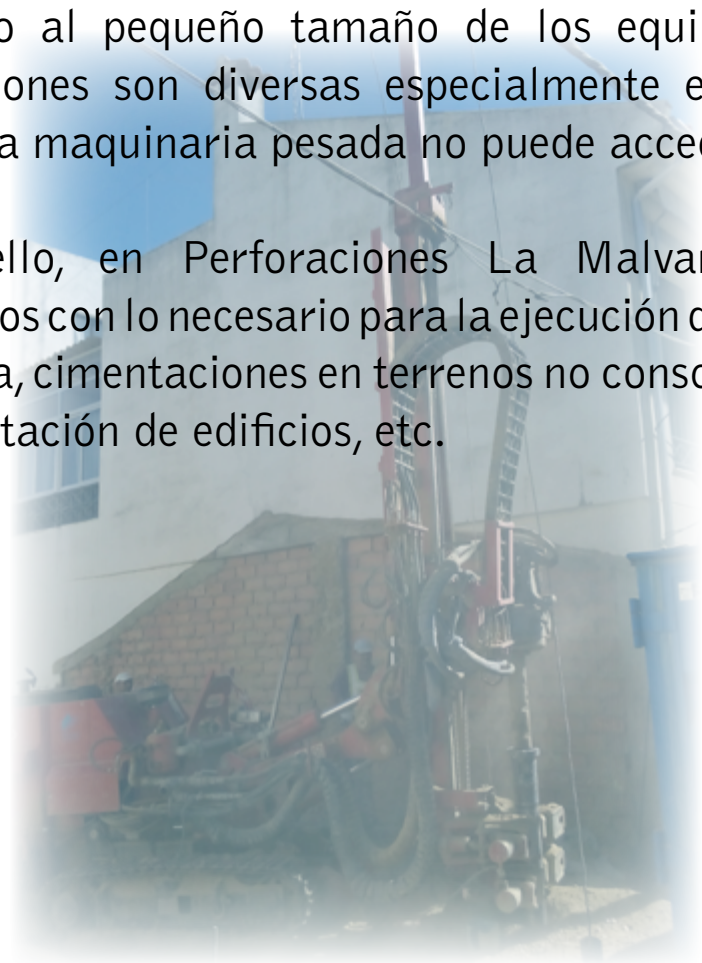 o al pequeño tamaño de los equi
ones son diversas especialmente e
a maquinaria pesada no puede acce
ello, en Perforaciones La Malva
os con lo necesario para la ejecución
a, cimentaciones en terrenos no conso
tación de edificios, etc.